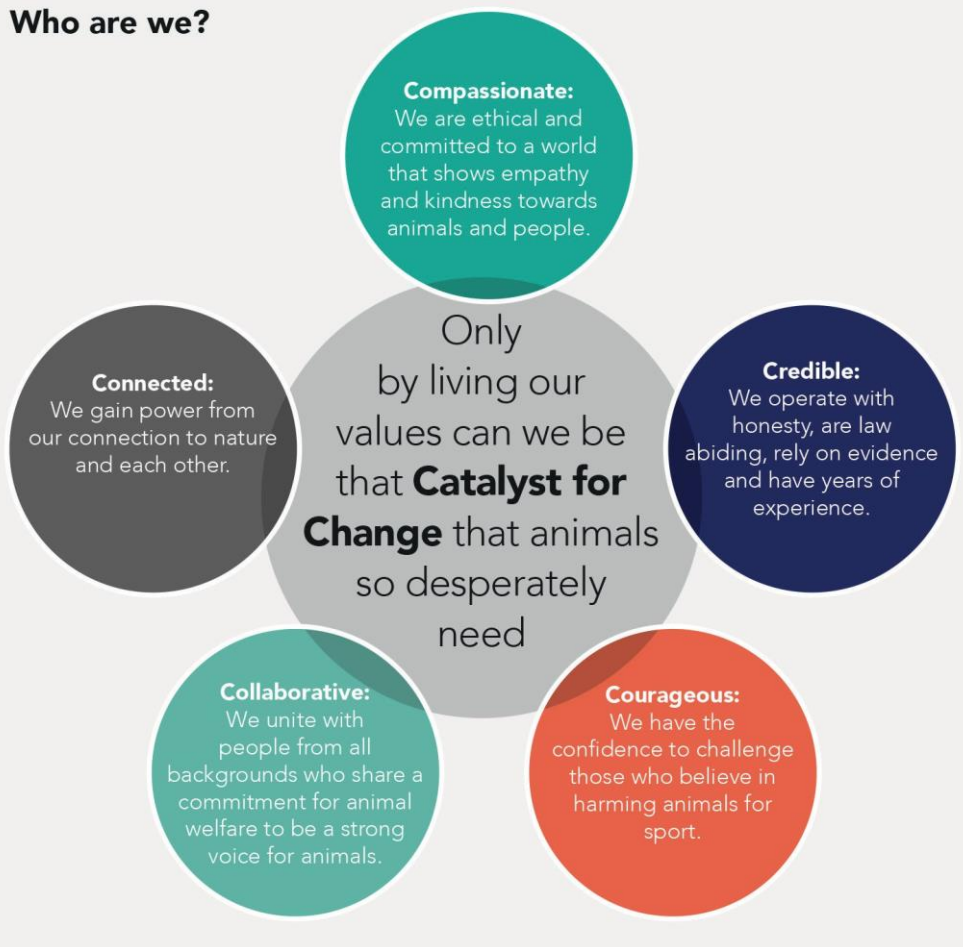 Who are we?
Compassionate:
We are ethical and
committed to a world
that shows empathy
and kindness towards
animals and people.
Only
by living our
values can we be
that Catalyst for
Change that animals
so desperately
need
Credible:
We operate with
honesty, are law
abiding, rely on evidence
and have years of
experience.
Courageous:
We have the
confidence to challenge
those who believe in
harming animals for
sport.
Collaborative:
We unite with
people from all
backgrounds who share a
commitment for animal
welfare to be a strong
voice for animals.
Connected:
We gain power from
our connection to nature
and each other.